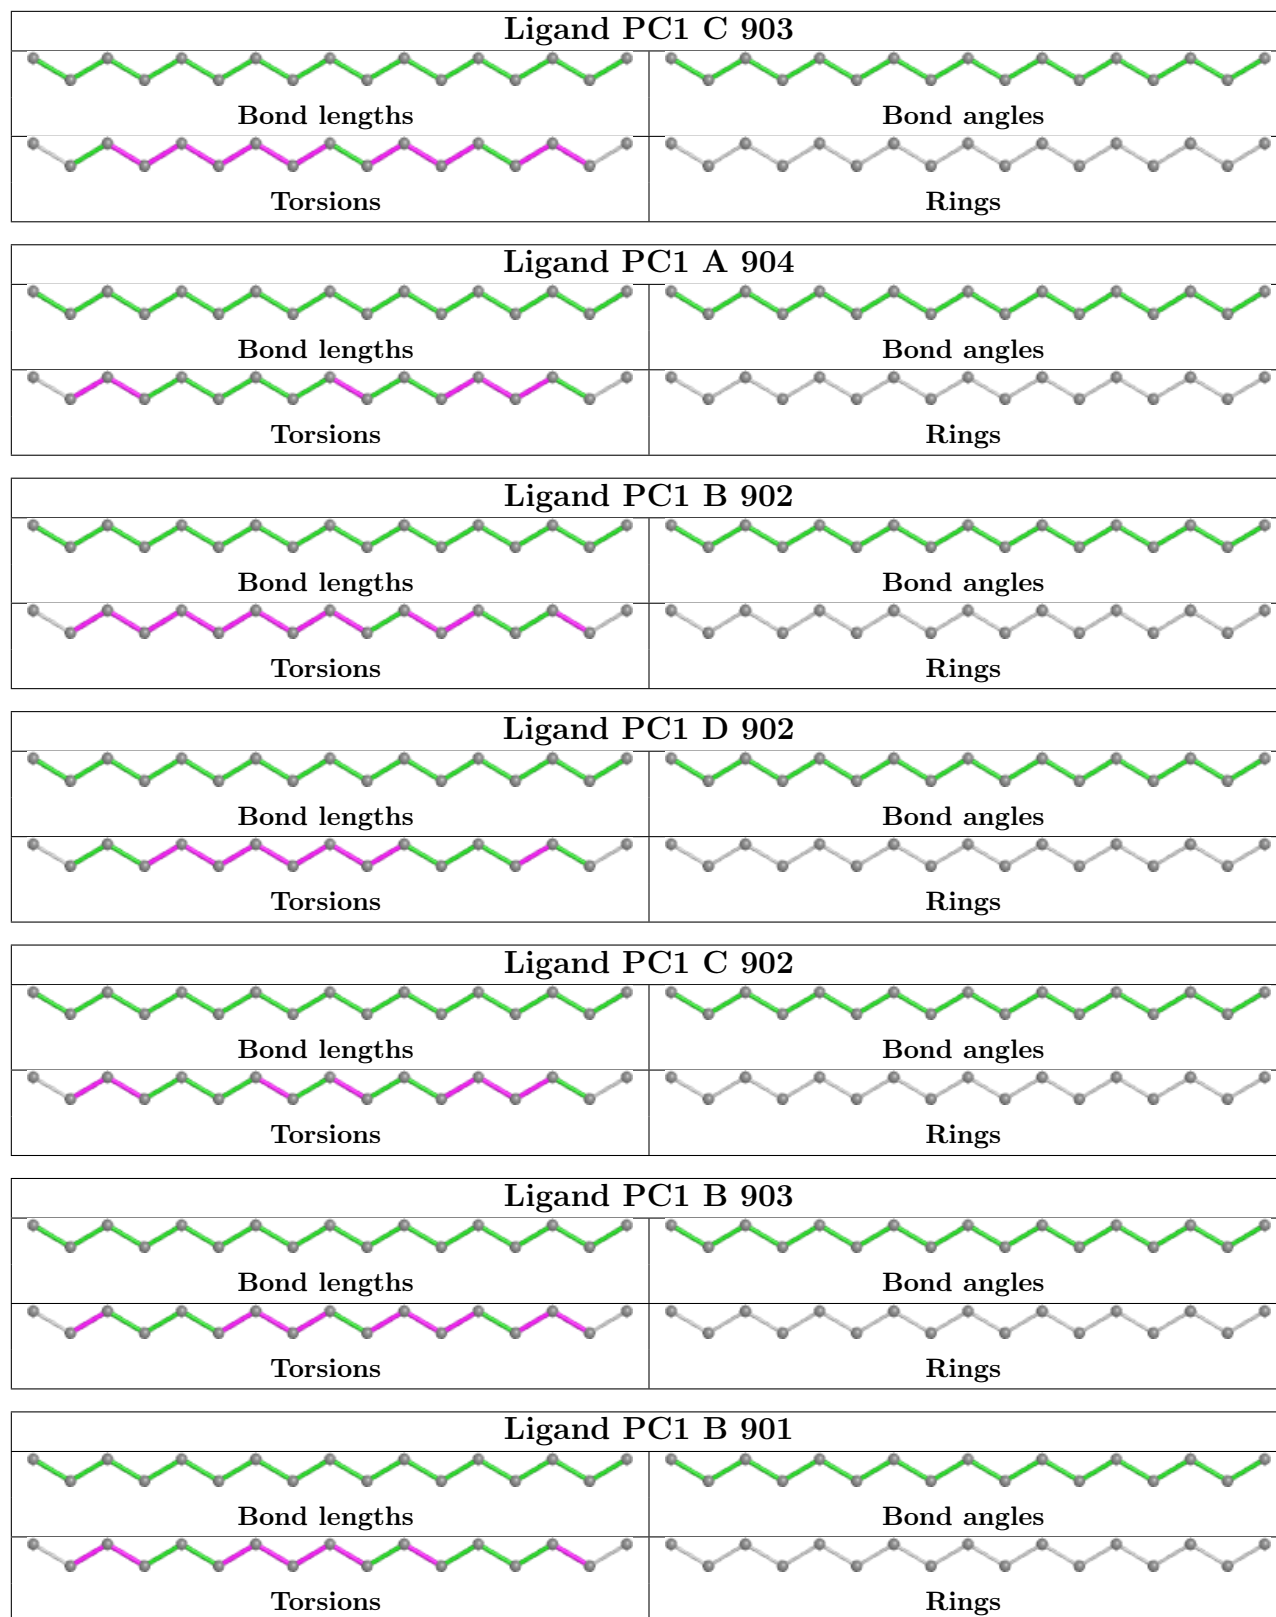 Ligand PC1 C 903
Bond lengths Bond angles
Torsions Rings
Ligand PC1 A 904
Bond lengths Bond angles
Torsions Rings
Ligand PC1 B 902
Bond lengths Bond angles
Torsions Rings
Ligand PC1 D 902
Bond lengths Bond angles
Torsions Rings
Ligand PC1 C 902
Bond lengths Bond angles
Torsions Rings
Ligand PC1 B 903
Bond lengths Bond angles
Torsions Rings
Ligand PC1 B 901
Bond lengths Bond angles
Torsions Rings